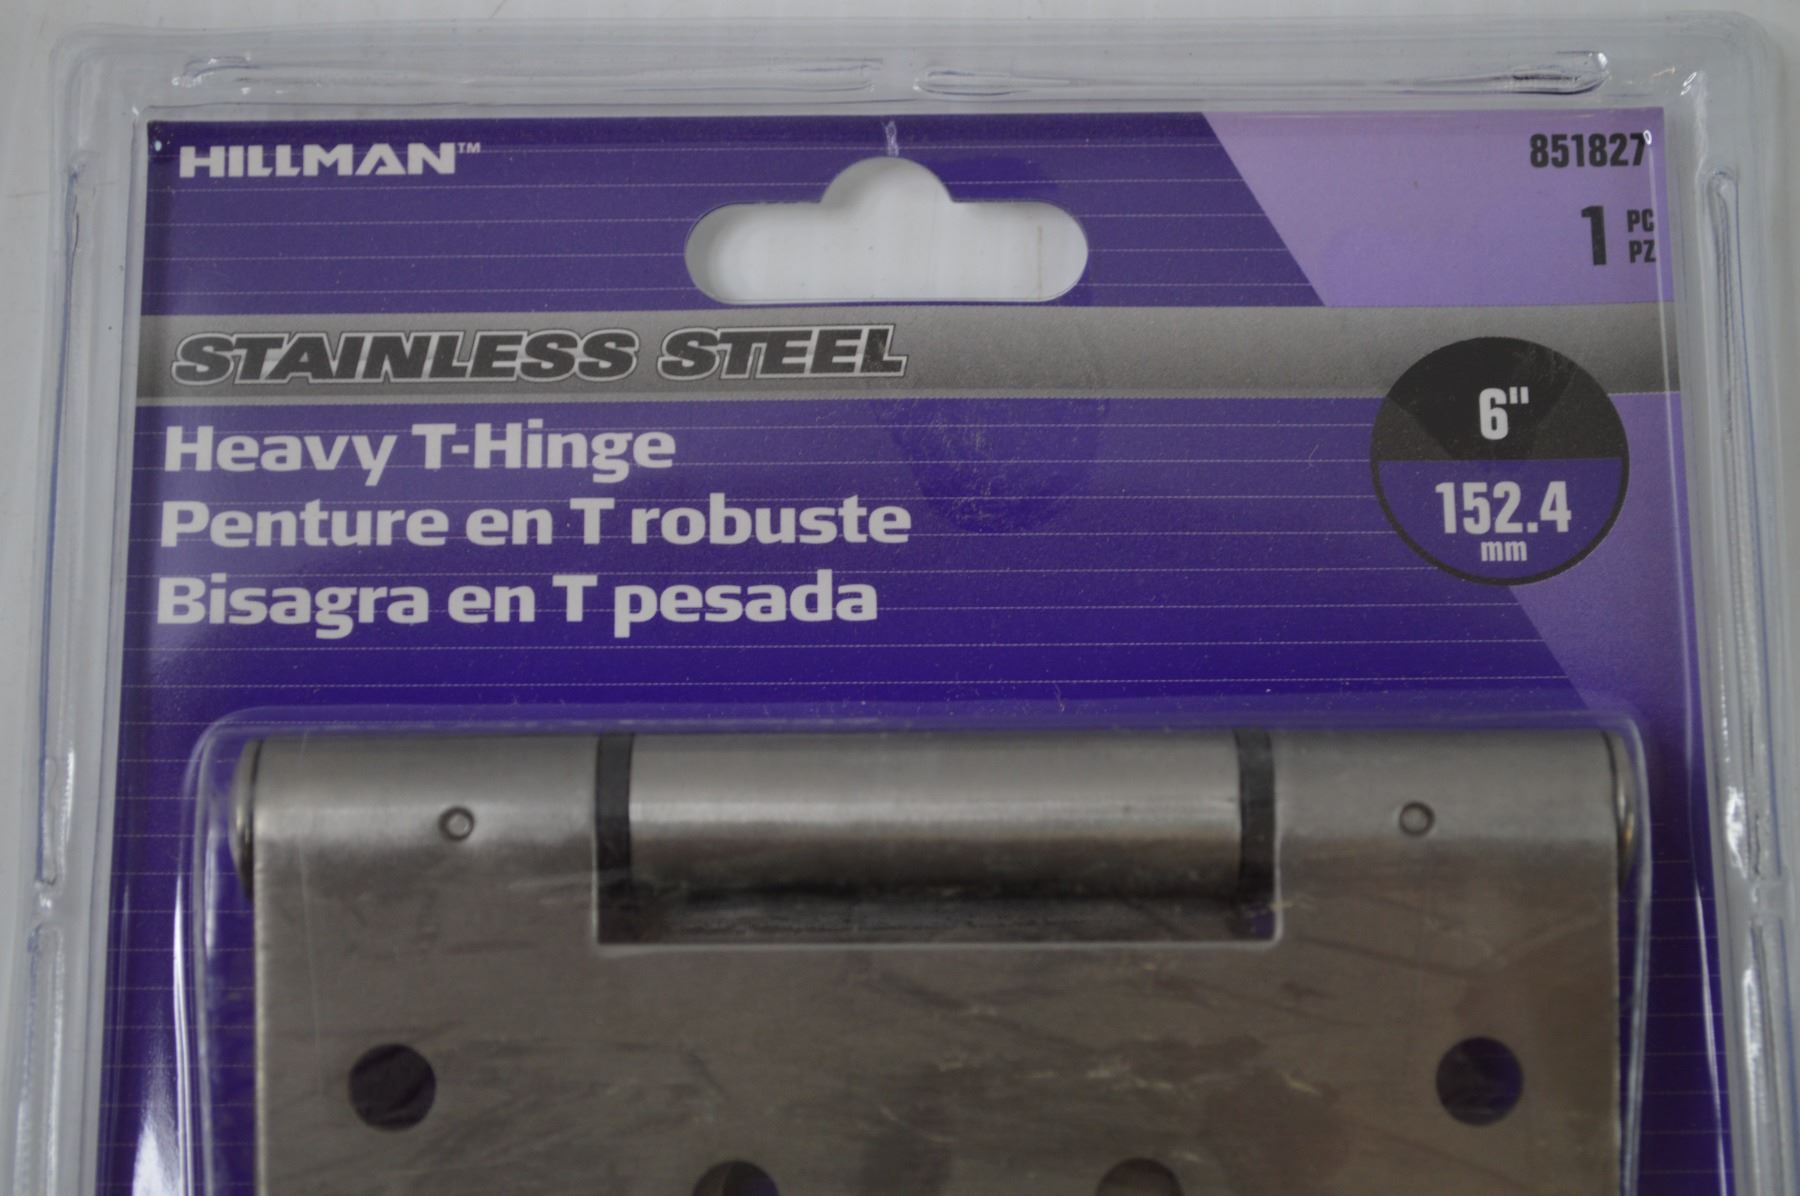 HILLMAN™
851827
1 PC
PZ
STAINLESS STEEL
Heavy T-Hinge
Penture en T robuste
Bisagra en T pesada
6"
152.4
mm